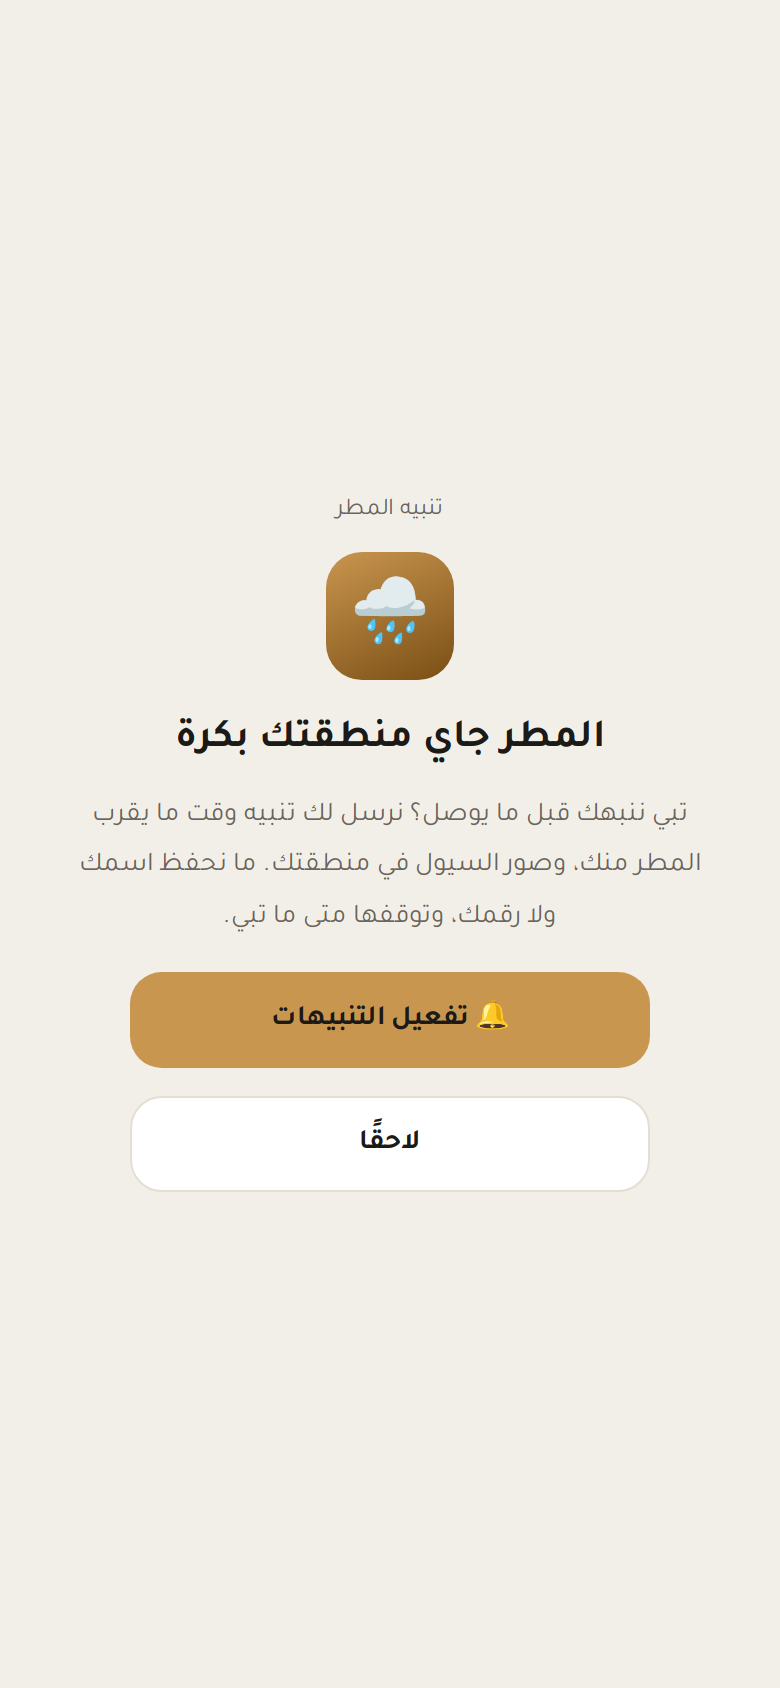 تنبيه المطر
المطر جاي منطقتك بكرة
تبي ننبهك قبل ما يوصل؟ نرسل لك تنبيه وقت ما يقرب
المطر منك، وصور السيول في منطقتك. ما نحفظ اسمك
ولا رقمك، وتوقفها متى ما تبي.
🔔 تفعيل التنبيهات
لاحقًا